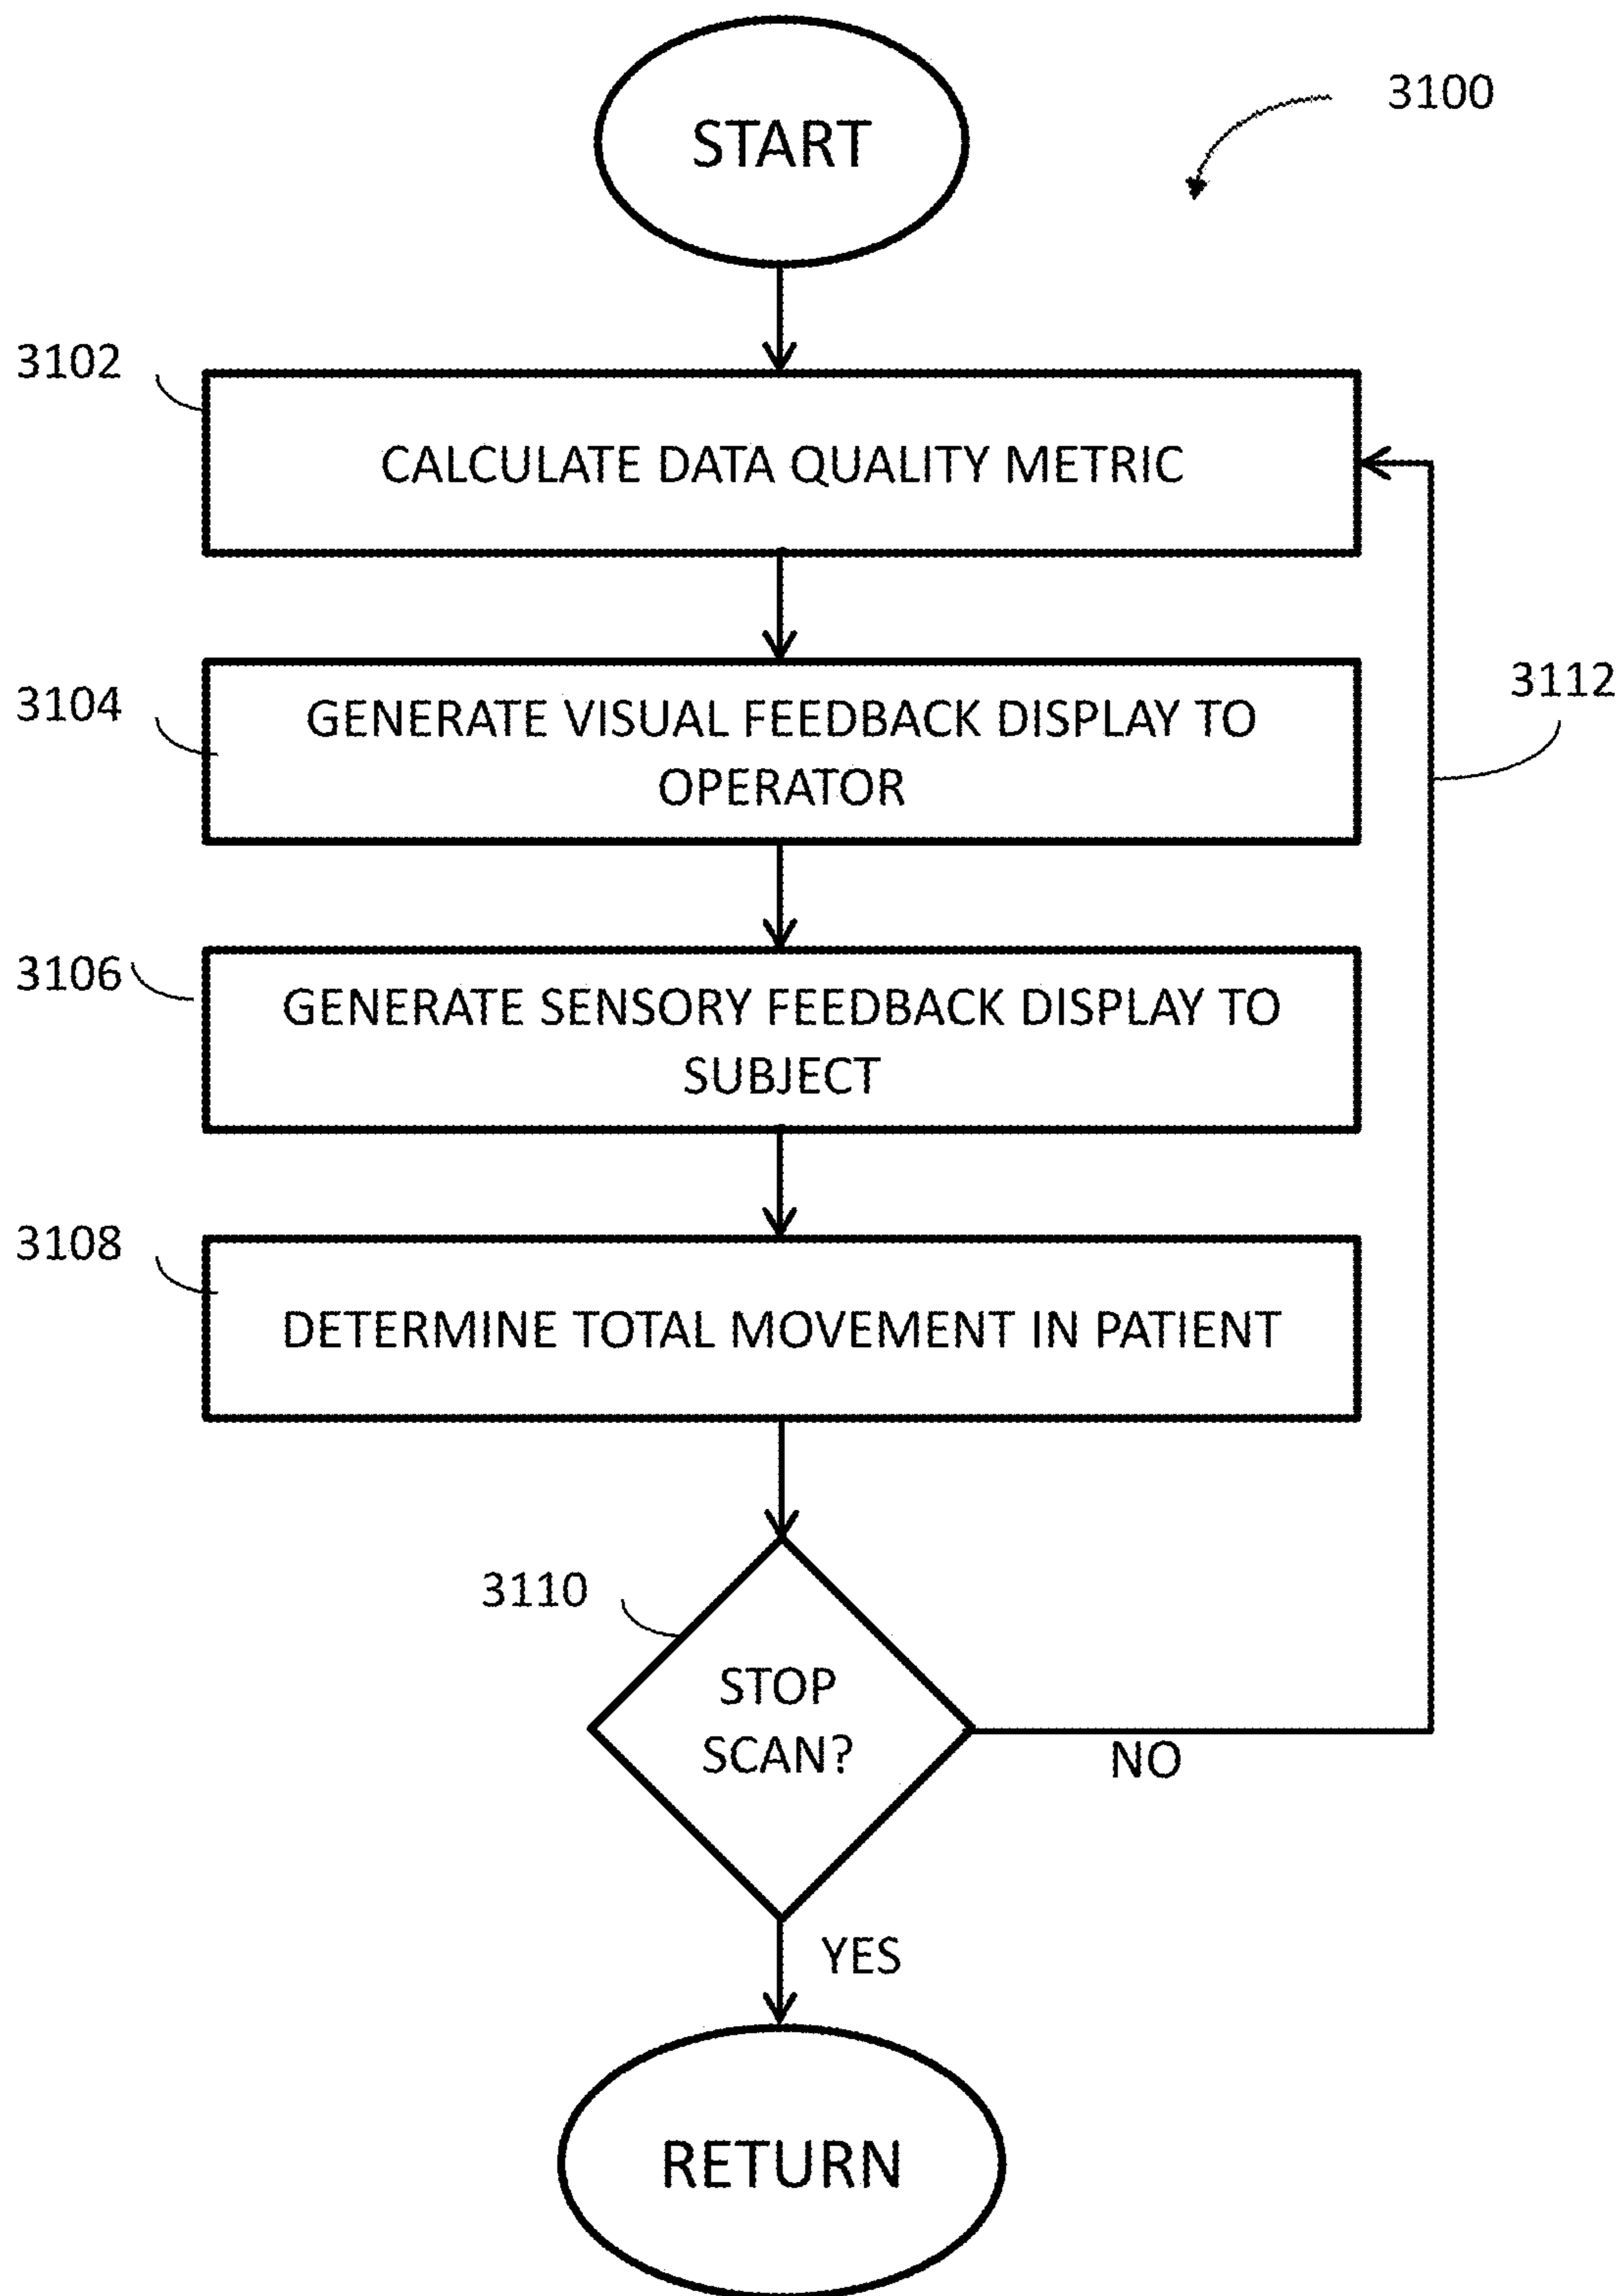 START
3100
3102
CALCULATE DATA QUALITY METRIC
3104
GENERATE VISUAL FEEDBACK DISPLAY TO
OPERATOR
3112
3106
GENERATE SENSORY FEEDBACK DISPLAY TO
SUBJECT
3108
DETERMINE TOTAL MOVEMENT IN PATIENT
3110
STOP
SCAN?
NO
YES
RETURN